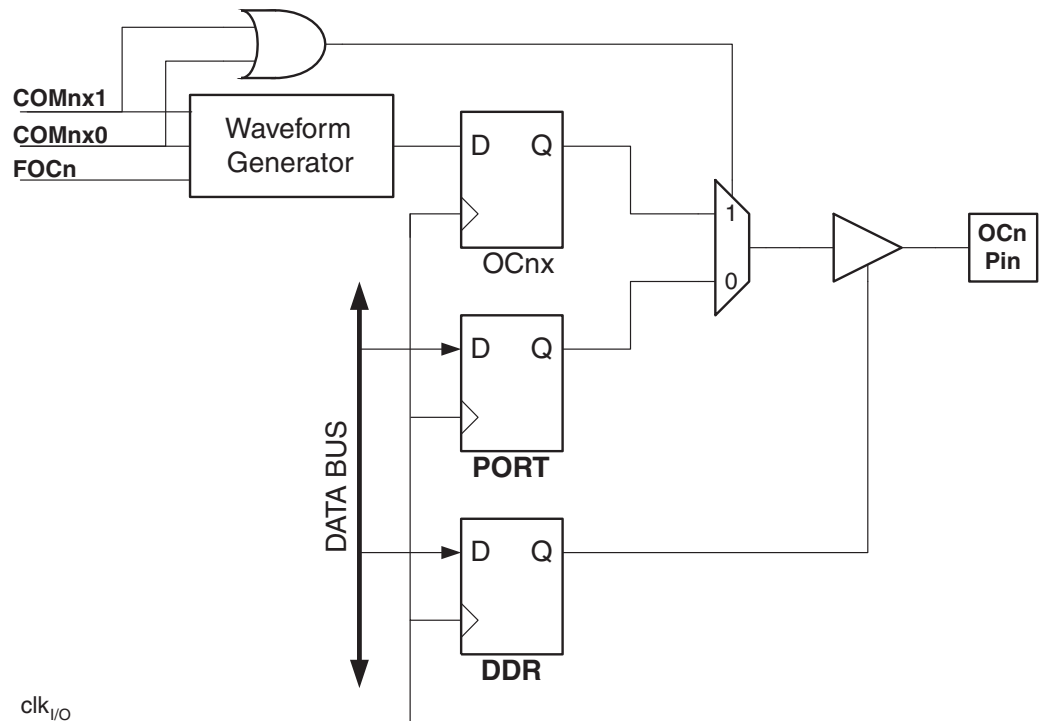 COMnx1
COMnx0
FOCn
Waveform
Generator
D Q
OCnx
1
0
OCn
Pin
D Q
PORT
DATA BUS
D Q
DDR
clkI/O